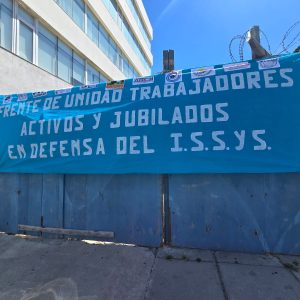 FRENTE DE UNIDAD TRABAJADORES
ACTIVOS Y JUBILADOS
EN DEFENSA DEL I.S.S.YS.